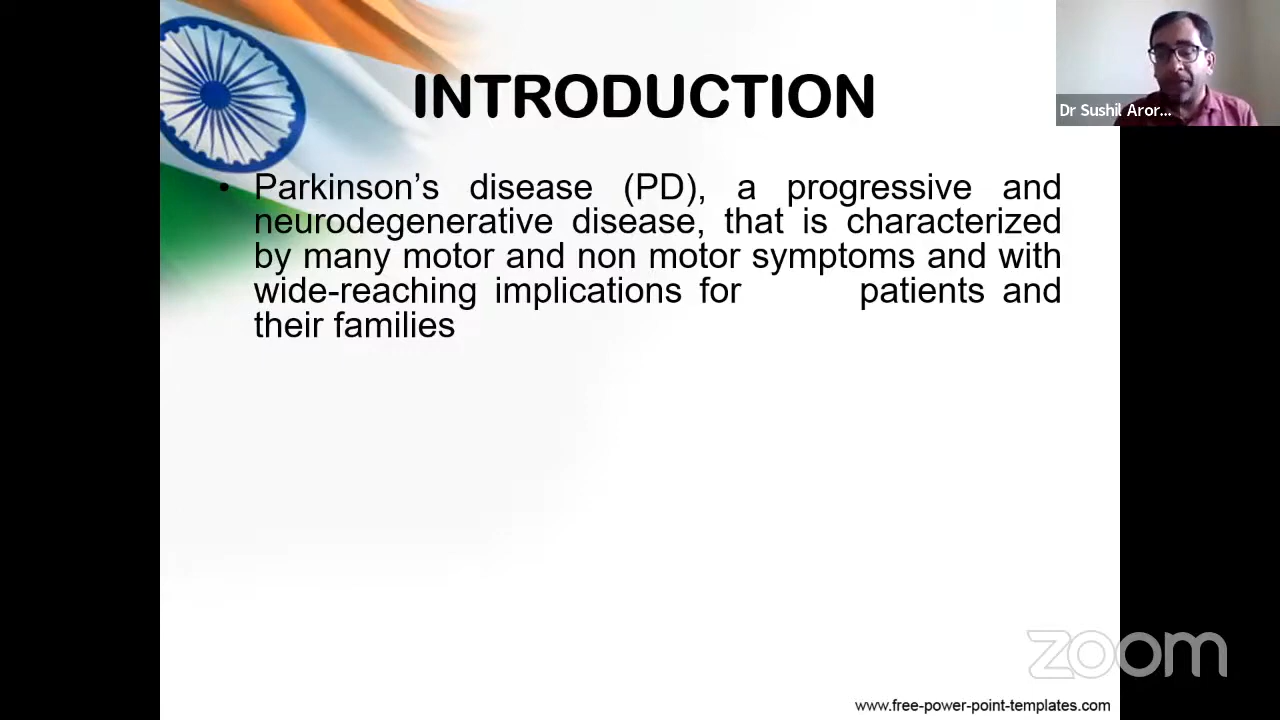 INTRODUCTION
Dr Sushil Aror...
• Parkinson’s disease (PD), a progressive and
neurodegenerative disease, that is characterized
by many motor and non motor symptoms and with
wide-reaching implications for patients and
their families
zoom
www.free-power-point-templates.com